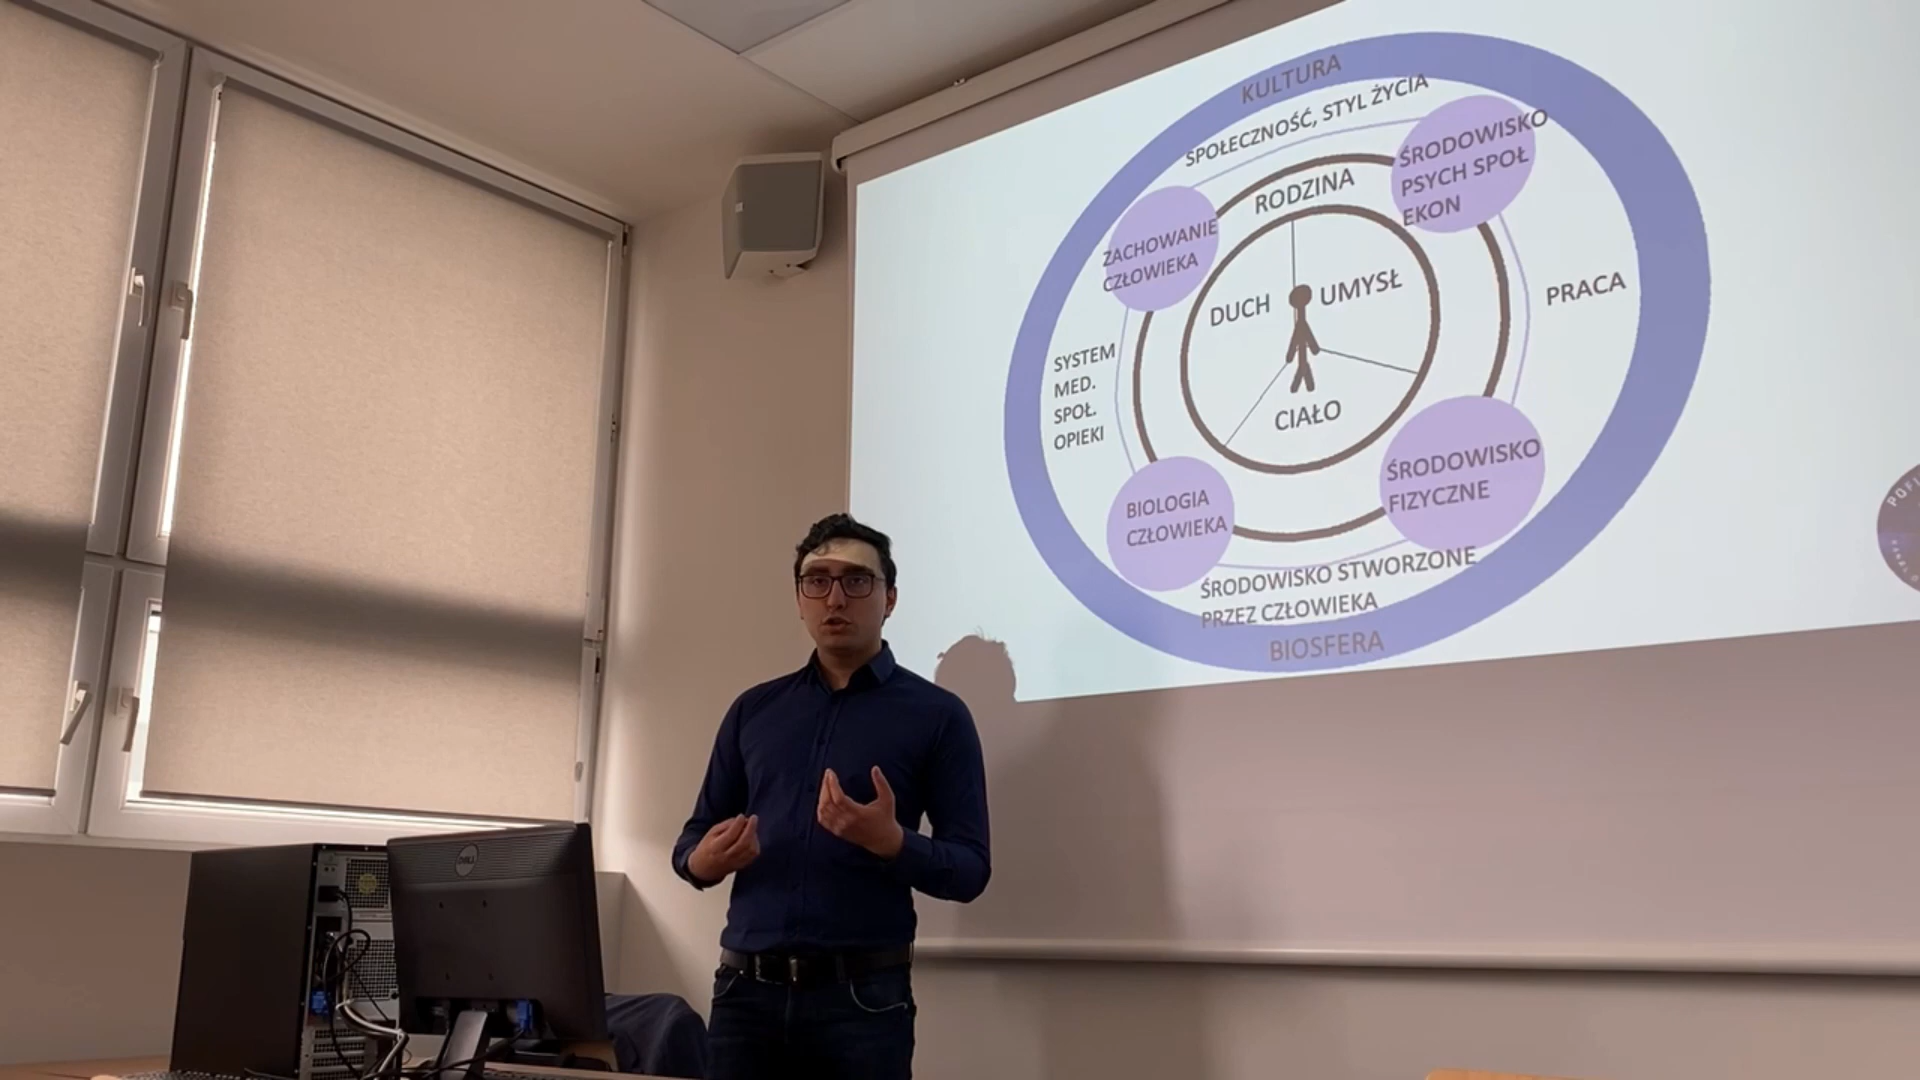 KULTURA
SPOŁECZNOŚĆ, STYL ŻYCIA
ŚRODOWISKO
PSYCH SPOŁ
EKON
RODZINA
ZACHOWANIE
CZŁOWIEKA
DUCH
UMYSŁ
PRACA
SYSTEM
MED.
SPOŁ.
OPIEKI
CIAŁO
ŚRODOWISKO
FIZYCZNE
BIOLOGIA
CZŁOWIEKA
ŚRODOWISKO STWORZONE
PRZEZ CZŁOWIEKA
BIOSFERA
DELL